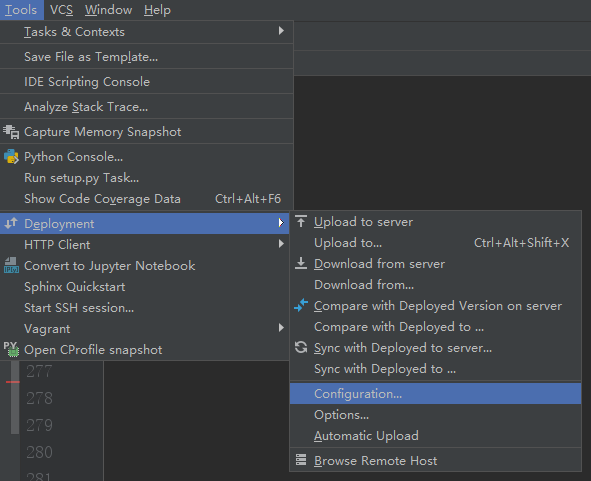 Tools VCS Window Help
Tasks & Contexts
Save File as Template...
IDE Scripting Console
Analyze Stack Trace...
Capture Memory Snapshot
Python Console...
Run setup.py Task...
Show Code Coverage Data Ctrl+Alt+F6
Deployment
HTTP Client
Convert to Jupyter Notebook
Sphinx Quickstart
Start SSH session...
Vagrant
Open CProfile snapshot
Upload to server
Upload to... Ctrl+Alt+Shift+X
Download from server
Download from...
Compare with Deployed Version on server
Compare with Deployed to ...
Sync with Deployed to server...
Sync with Deployed to ...
Configuration...
Options...
Automatic Upload
Browse Remote Host
277
278
279
280
281